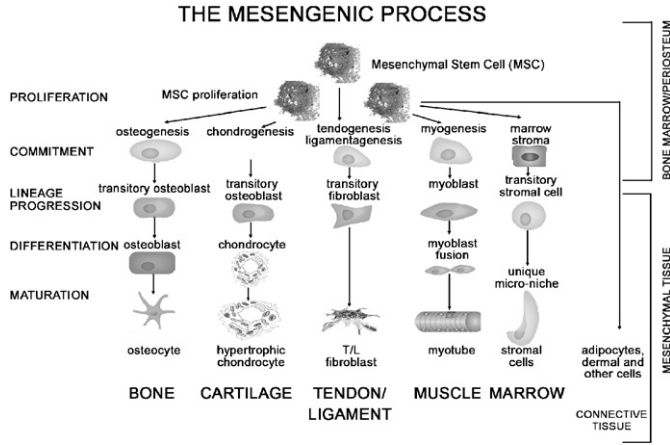 THE MESENGENIC PROCESS
Mesenchymal Stem Cell (MSC)
PROLIFERATION
MSC proliferation
osteogenesis
chondrogenesis
tendogenesis
ligamentagenesis
myogenesis
marrow
stroma
COMMITMENT
LINEAGE
PROGRESSION
transitory osteoblast
transitory
osteoblast
transitory
fibroblast
myoblast
transitory
stromal cell
DIFFERENTIATION
osteoblast
chondrocyte
myoblast
fusion
unique
micro-niche
MATURATION
osteocyte
hypertrophic
chondrocyte
T/L
fibroblast
myotube
stromal
cells
adipocytes,
dermal and
other cells
BONE
CARTILAGE
TENDON/
LIGAMENT
MUSCLE
MARROW
CONNECTIVE
TISSUE
BONE MARROW/PERIOSTEUM
MESENCHYMAL TISSUE